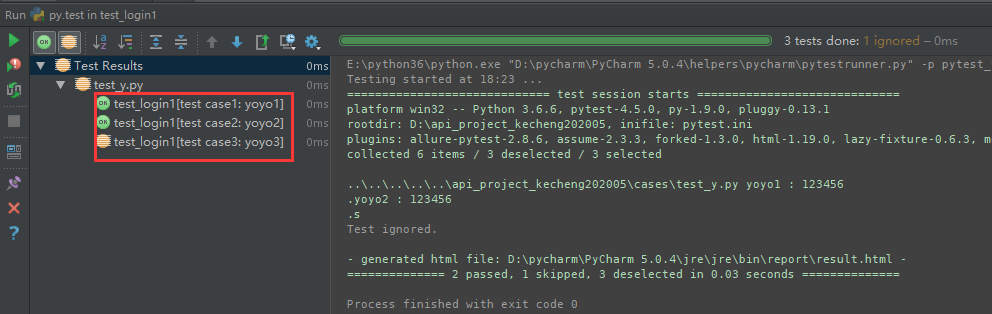 Run py.test in test_login1
3 tests done: 1 ignored – 0ms
Test Results 0ms
test_y.py 0ms
test_login1[test case1: yoyo1] 0ms
test_login1[test case2: yoyo2] 0ms
test_login1[test case3: yoyo3] 0ms
E:\python36\python.exe "D:\pycharm\PyCharm 5.0.4\helpers\pycharm\pytestrunner.py" -p pytest_
Testing started at 18:23 ...
============================= test session starts =============================
platform win32 -- Python 3.6.6, pytest-4.5.0, py-1.9.0, pluggy-0.13.1
rootdir: D:\api_project_kecheng202005, inifile: pytest.ini
plugins: allure-pytest-2.8.6, assume-2.3.3, forked-1.3.0, html-1.19.0, lazy-fixture-0.6.3, m
collected 6 items / 3 deselected / 3 selected
..\..\..\..\..\api_project_kecheng202005\cases\test_y.py yoyo1 : 123456
.yoyo2 : 123456
.s
Test ignored.
- generated html file: D:\pycharm\PyCharm 5.0.4\jre\jre\bin\report\result.html -
============== 2 passed, 1 skipped, 3 deselected in 0.03 seconds ==============
Process finished with exit code 0